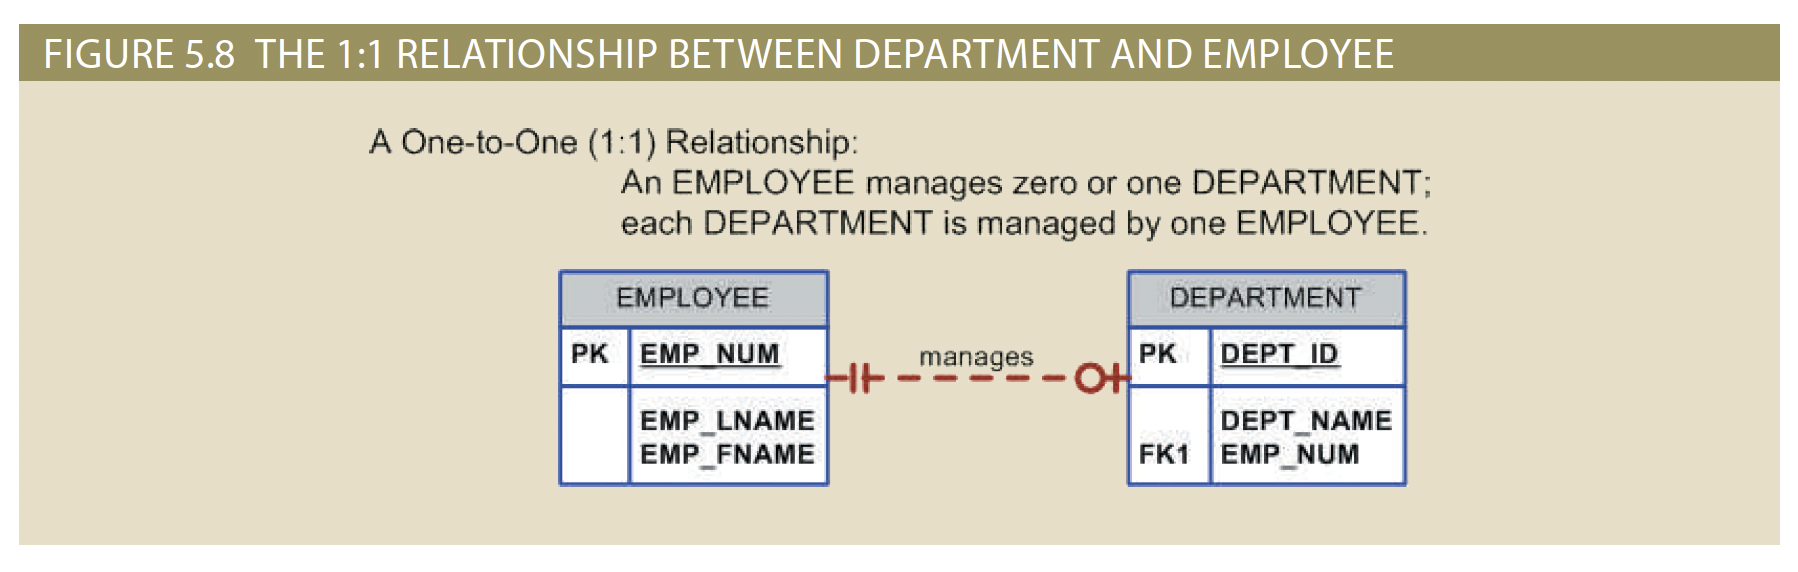 FIGURE 5.8 THE 1:1 RELATIONSHIP BETWEEN DEPARTMENT AND EMPLOYEE
A One-to-One (1:1) Relationship:
An EMPLOYEE manages zero or one DEPARTMENT;
each DEPARTMENT is managed by one EMPLOYEE.
EMPLOYEE
PK EMP_NUM
EMP_LNAME
EMP_FNAME
manages
DEPARTMENT
PK DEPT_ID
DEPT_NAME
FK1 EMP_NUM